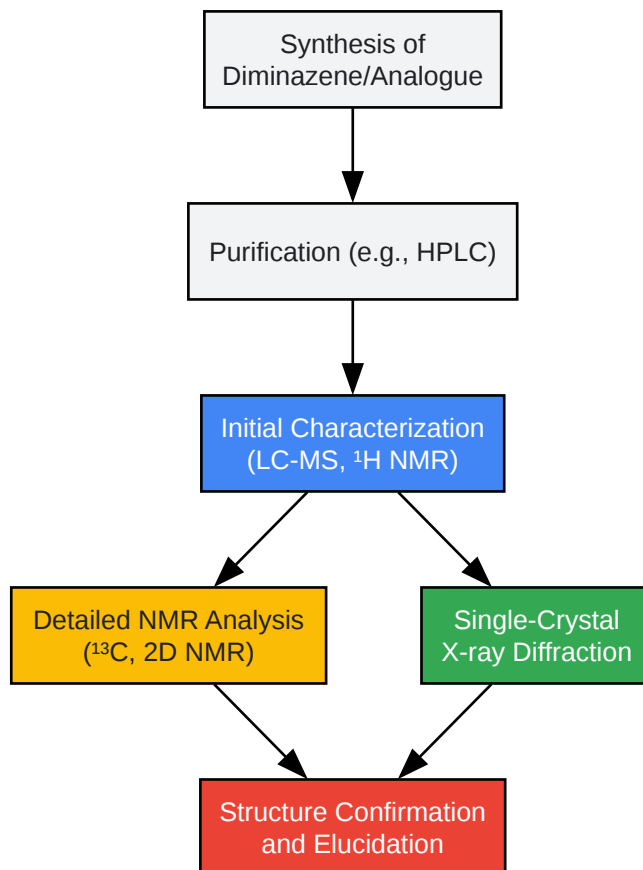 Synthesis of
Diminazene/Analogue
Purification (e.g., HPLC)
Initial Characterization
(LC-MS, ¹H NMR)
Detailed NMR Analysis
(¹³C, 2D NMR)
Single-Crystal
X-ray Diffraction
Structure Confirmation
and Elucidation